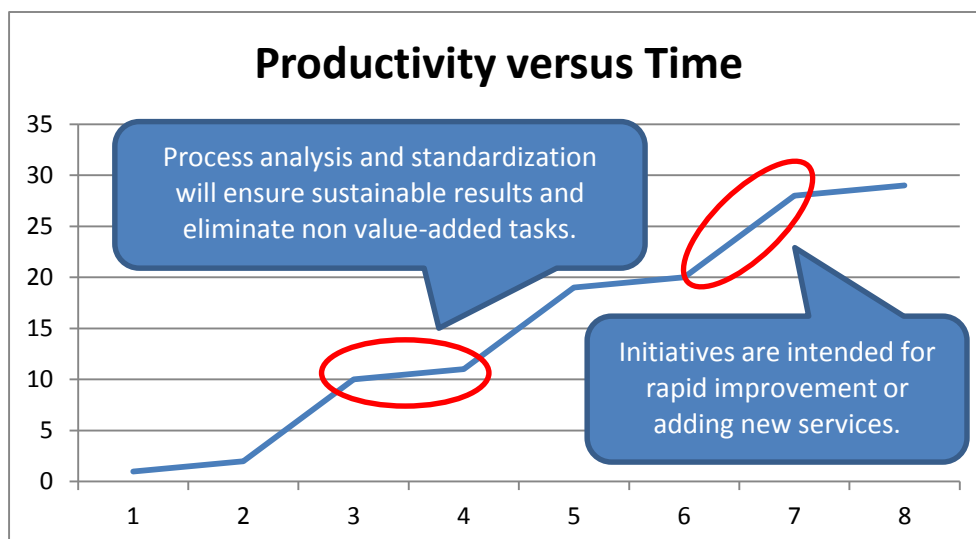 Productivity versus Time
35
30
25
20
15
10
5
0
Process analysis and standardization
will ensure sustainable results and
eliminate non value-added tasks.
Initiatives are intended for
rapid improvement or
adding new services.
1 2 3 4 5 6 7 8